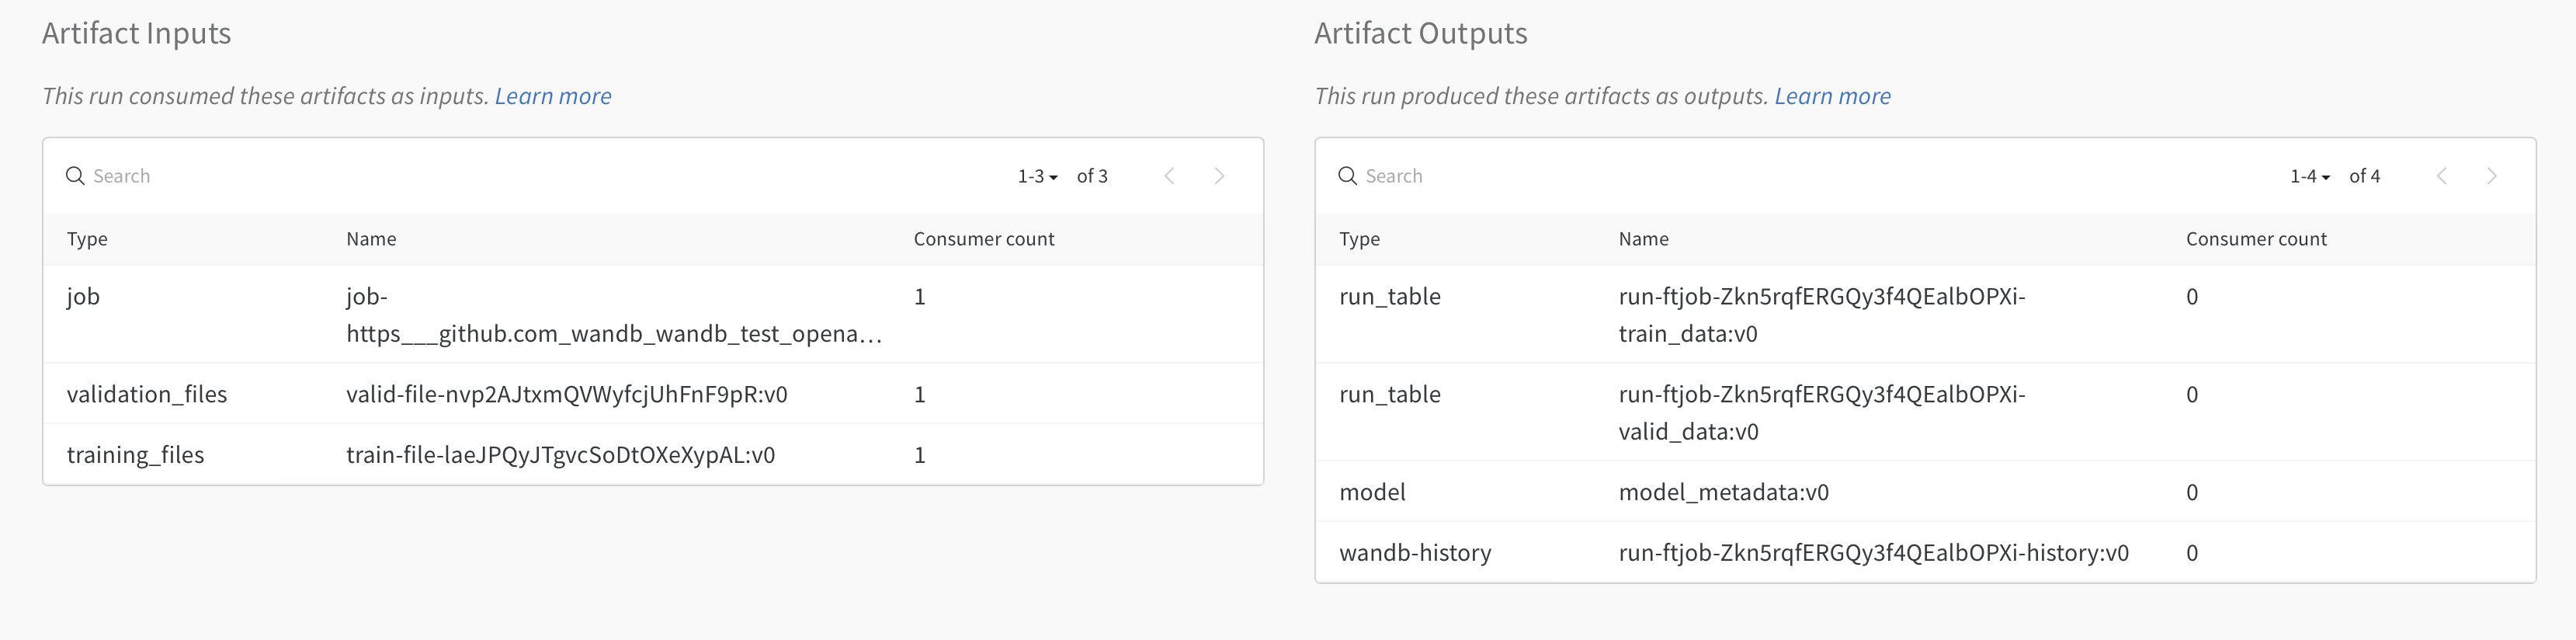 Artifact Inputs
This run consumed these artifacts as inputs. Learn more
Search
1-3 of 3
Type Name Consumer count
job job- 1
https___github.com_wandb_wandb_test_opena...
validation_files valid-file-nvp2AJtxmQVWyfcjUhFnF9pR:v0 1
training_files train-file-laeJPQyJTgvcSoDtOXeXypAL:v0 1
Artifact Outputs
This run produced these artifacts as outputs. Learn more
Search
1-4 of 4
Type Name Consumer count
run_table run-ftjob-Zkn5rqfERGQy3f4QEalbOPXi- 0
train_data:v0
run_table run-ftjob-Zkn5rqfERGQy3f4QEalbOPXi- 0
valid_data:v0
model model_metadata:v0 0
wandb-history run-ftjob-Zkn5rqfERGQy3f4QEalbOPXi-history:v0 0